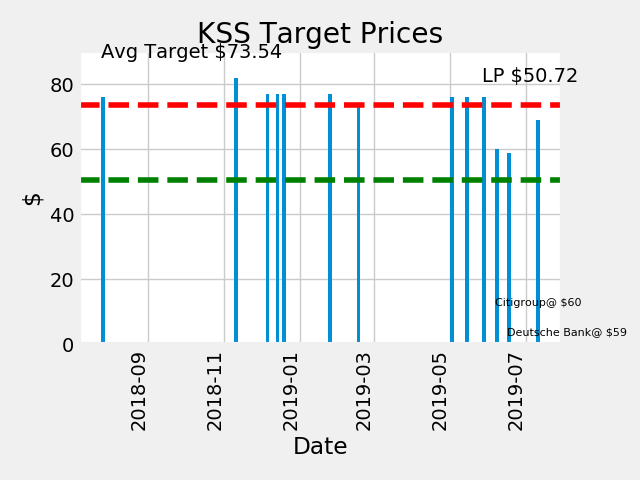 KSS Target Prices
Avg Target $73.54
LP $50.72
80
60
40
20
0
$
Citigroup@ $60
Deutsche Bank@ $59
2018-09
2018-11
2019-01
2019-03
2019-05
2019-07
Date